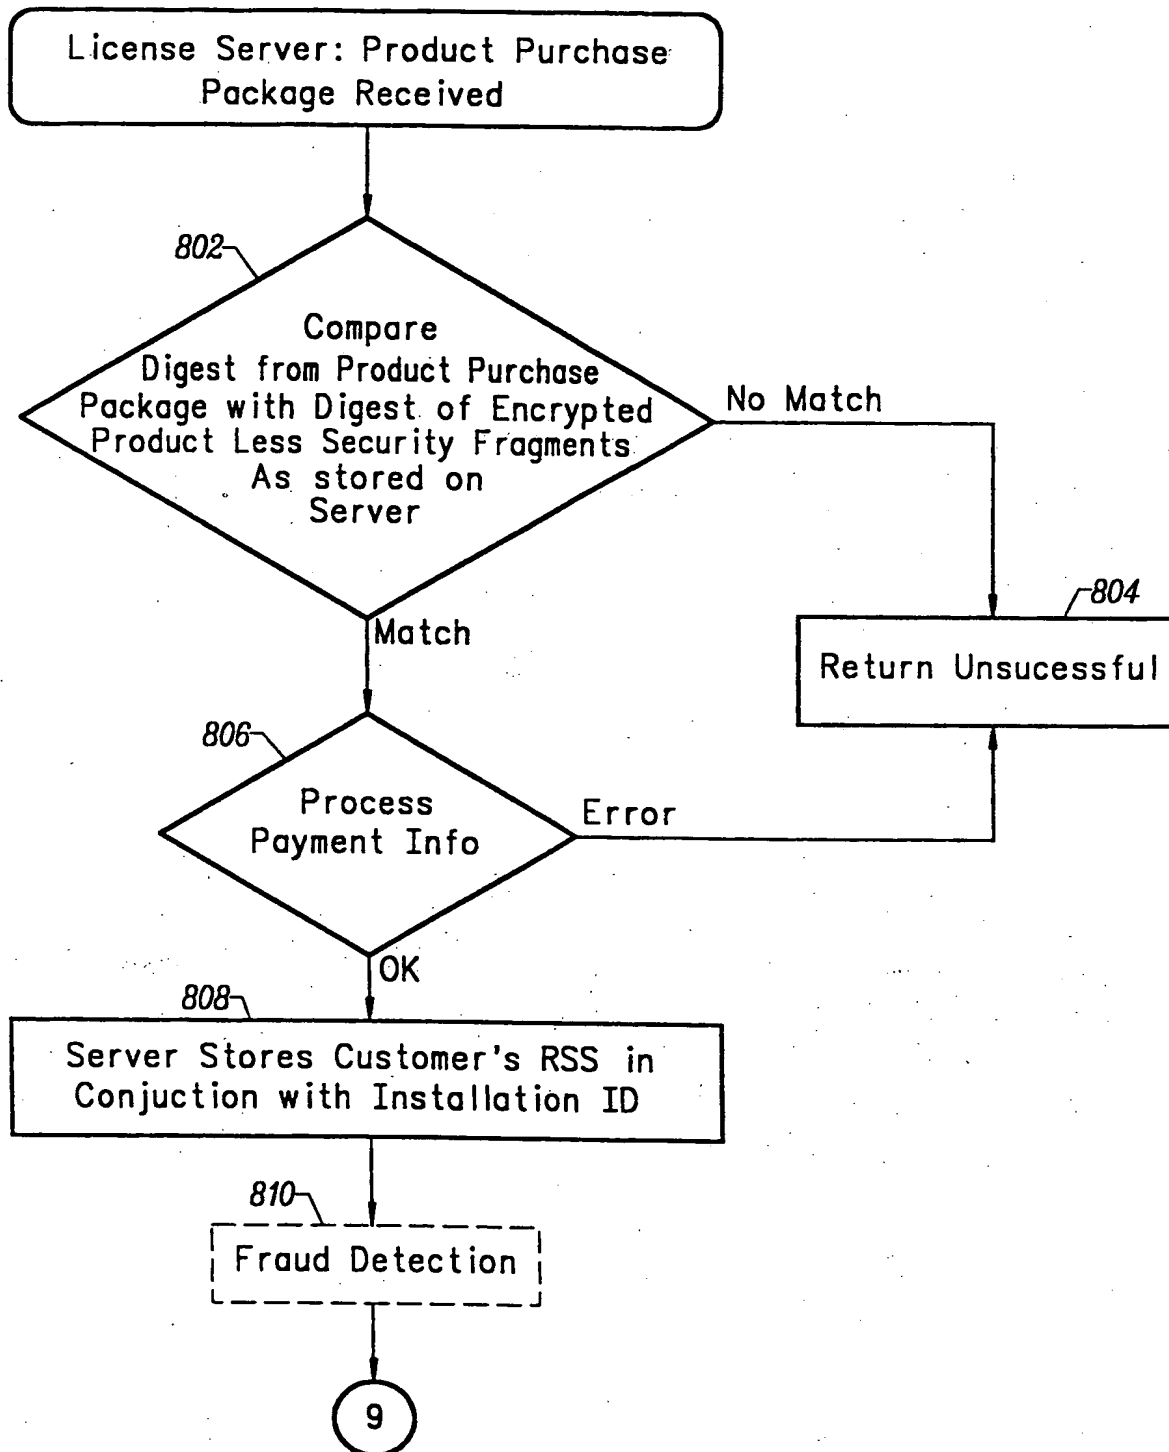 License Server: Product Purchase
Package Received
802
Compare
Digest from Product Purchase
Package with Digest of Encrypted
Product Less Security Fragments
As stored on
Server
No Match
Match
804
Return Unsucessful
806
Process
Payment Info
Error
OK
808
Server Stores Customer's RSS in
Conjuction with Installation ID
810
Fraud Detection
9